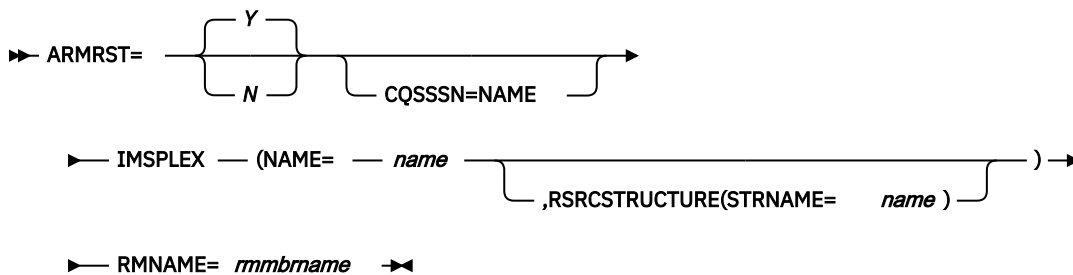 Y
ARMRST=
N
CQSSSN=NAME
IMSPLEX (NAME= name )
,RSRCSTRUCTURE(STRNAME= name )
RMNAME= rmmbrname